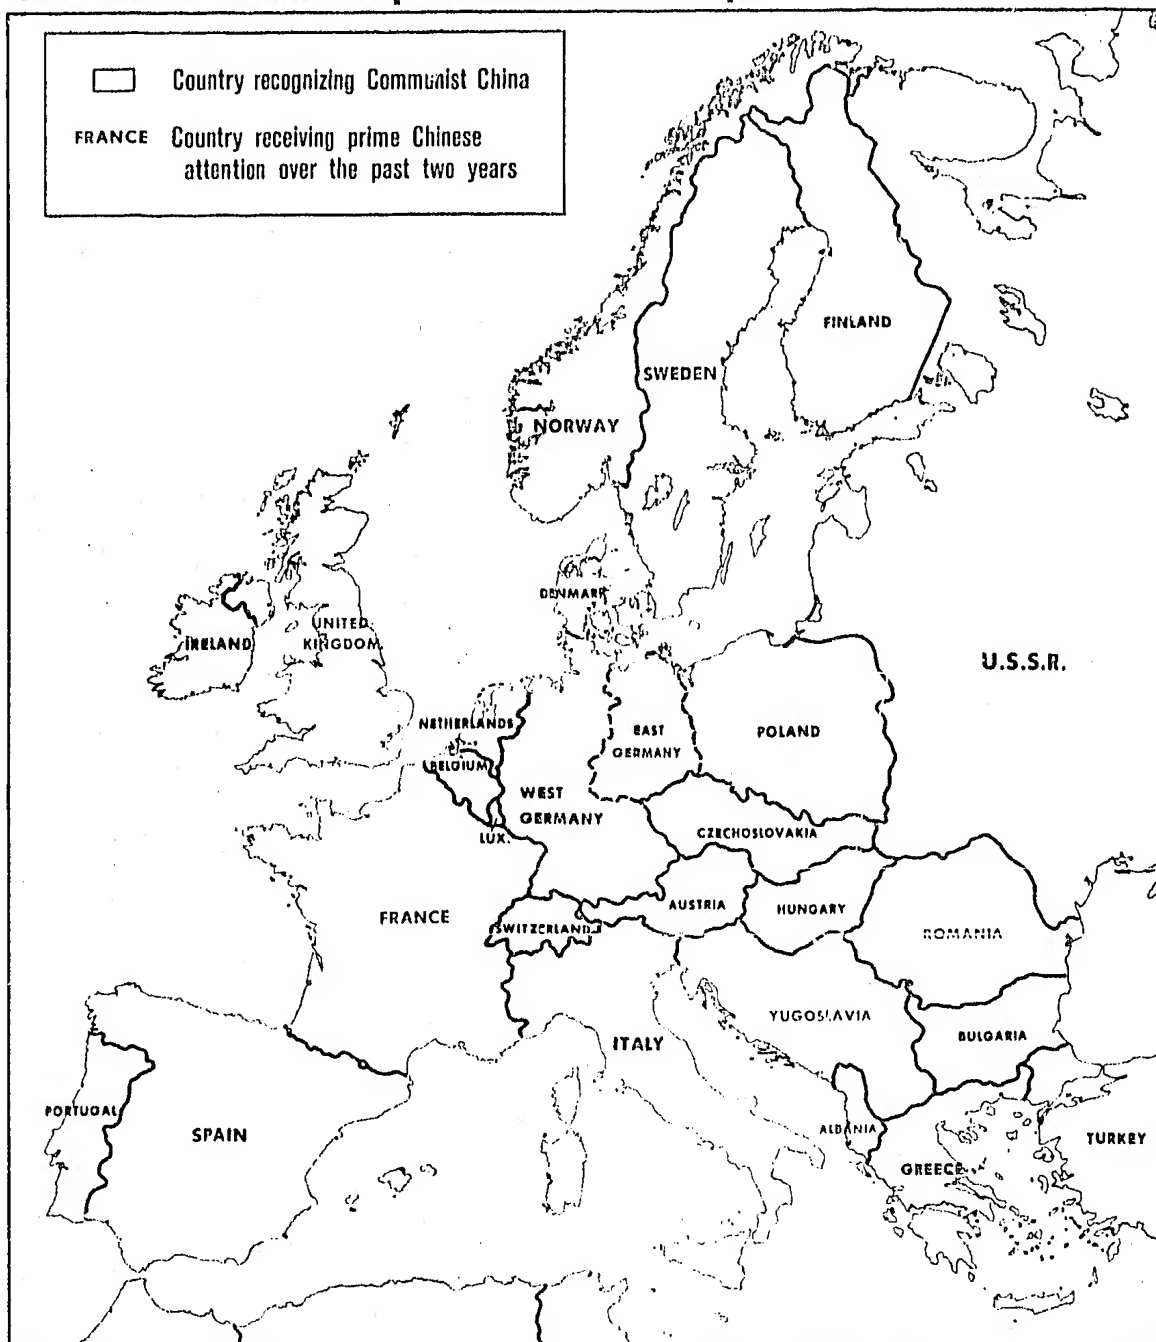 Country recognizing Communist China
FRANCE Country receiving prime Chinese
attention over the past two years
FINLAND
SWEDEN
NORWAY
DENMARK
IRELAND
UNITED
KINGDOM
U.S.S.R.
NETHERLANDS
EAST
GERMANY
POLAND
BELGIUM
WEST
GERMANY
LUX.
CZECHOSLOVAKIA
FRANCE
SWITZERLAND
AUSTRIA
HUNGARY
ROMANIA
YUGOSLAVIA
ITALY
BULGARIA
PORTUGAL
SPAIN
ALBANIA
TURKEY
GREECE